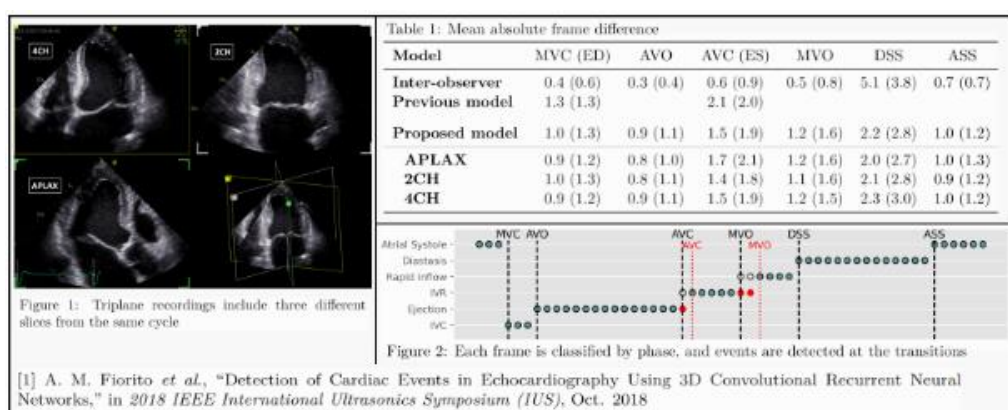 4CH
2CH
APLAX
Figure 1: Triplane recordings include three different
slices from the same cycle
Table 1: Mean absolute frame difference
Model MVC (ED) AVO AVC (ES) MVO DSS ASS
Inter-observer 0.4 (0.6) 0.3 (0.4) 0.6 (0.9) 0.5 (0.8) 5.1 (3.8) 0.7 (0.7)
Previous model 1.3 (1.3) 2.1 (2.0)
Proposed model 1.0 (1.3) 0.9 (1.1) 1.5 (1.9) 1.2 (1.6) 2.2 (2.8) 1.0 (1.2)
APLAX 0.9 (1.2) 0.8 (1.0) 1.7 (2.1) 1.2 (1.6) 2.0 (2.7) 1.0 (1.3)
2CH 1.0 (1.3) 0.8 (1.1) 1.4 (1.8) 1.1 (1.6) 2.1 (2.8) 0.9 (1.2)
4CH 0.9 (1.2) 0.9 (1.1) 1.5 (1.9) 1.2 (1.5) 2.3 (3.0) 1.0 (1.2)
MVC AVO AVC MVO DSS ASS
AVC MVO
Atrial Systole
Diastasis
Rapid Inflow
IVR
Ejection
IVC
Figure 2: Each frame is classified by phase, and events are detected at the transitions
[1] A. M. Fiorito et al., “Detection of Cardiac Events in Echocardiography Using 3D Convolutional Recurrent Neural
Networks,” in 2018 IEEE International Ultrasonics Symposium (IUS), Oct. 2018